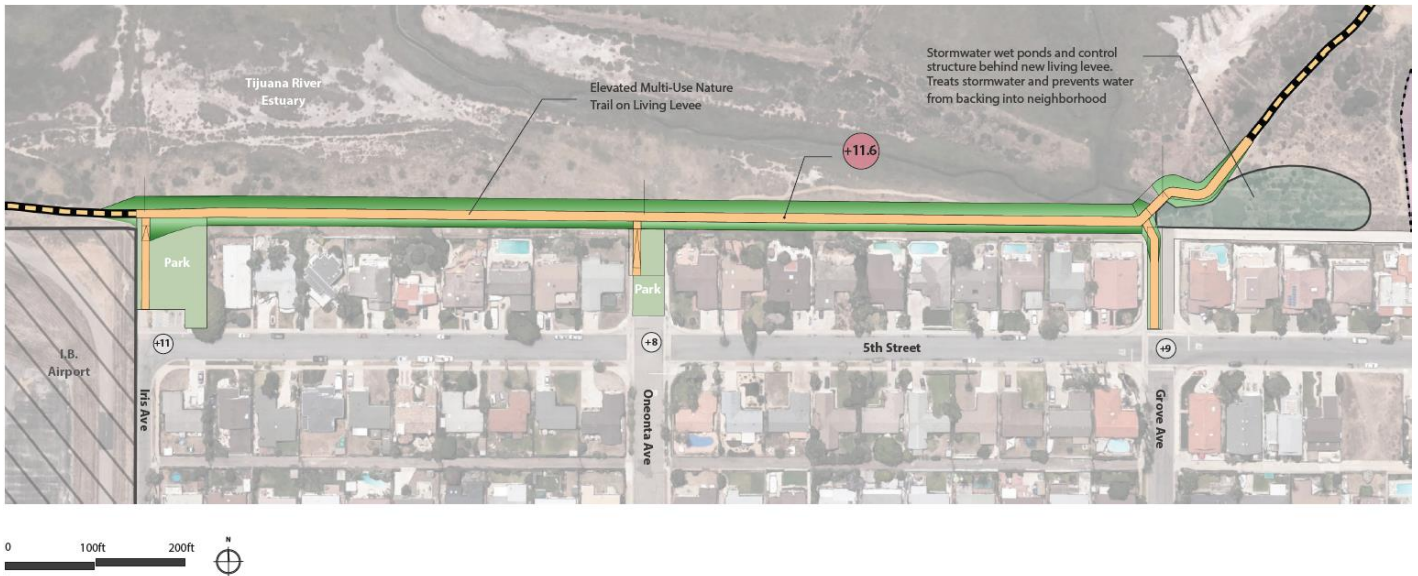 Tijuana River
Estuary
Elevated Multi-Use Nature
Trail on Living Levee
Stormwater wet ponds and control
structure behind new living levee.
Treats stormwater and prevents water
from backing into neighborhood
+11.6
Park
Park
+11
+8
5th Street
+9
I.B.
Airport
Iris Ave
Oneonta Ave
Grove Ave
0 100ft 200ft
N